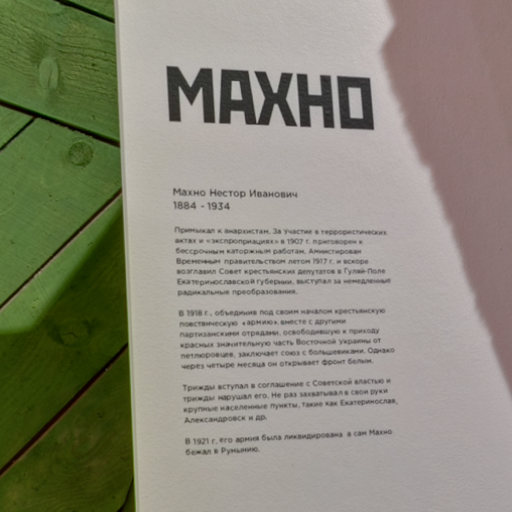 МАХНО
Махно Нестор Иванович
1884 - 1934
Примыкал к анархистам. За участие в террористических
актах и «экспроприациях» в 1907 г. приговорен к
бессрочным каторжным работам. Амнистирован
Временным правительством летом 1917 г. и вскоре
возглавил Совет крестьянских депутатов в Гуляй-Поле
Екатеринославской губернии, выступал за немедленные
радикальные преобразования.
В 1918 г., объединив под своим началом крестьянскую
повстанческую «армию» вместе с другими
партизанскими отрядами, освободившую к приходу
красных значительную часть Восточной Украины от
петлюровцев, заключает союз с большевиками. Однако
через четыре месяца он открывает фронт белым.
Трижды вступал в соглашение с Советской властью и
трижды нарушал его. Не раз захватывал в свои руки
крупные населенные пункты, такие как Екатеринослав,
Александровск и др.
В 1921 г. его армия была ликвидирована а сам Махно
бежал в Румынию.